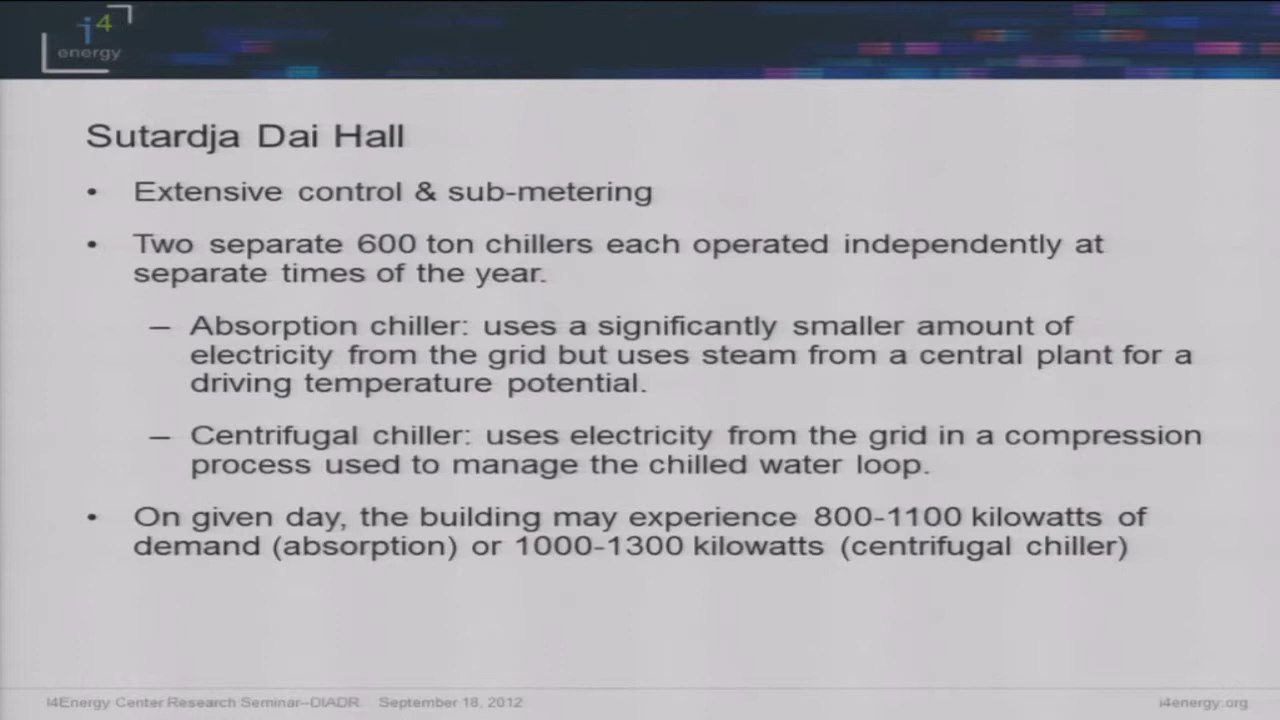 i4
energy
Sutardja Dai Hall
• Extensive control & sub-metering
• Two separate 600 ton chillers each operated independently at
separate times of the year.
– Absorption chiller: uses a significantly smaller amount of
electricity from the grid but uses steam from a central plant for a
driving temperature potential.
– Centrifugal chiller: uses electricity from the grid in a compression
process used to manage the chilled water loop.
• On given day, the building may experience 800-1100 kilowatts of
demand (absorption) or 1000-1300 kilowatts (centrifugal chiller)
I4Energy Center Research Seminar–DIADR September 18, 2012
i4energy.org